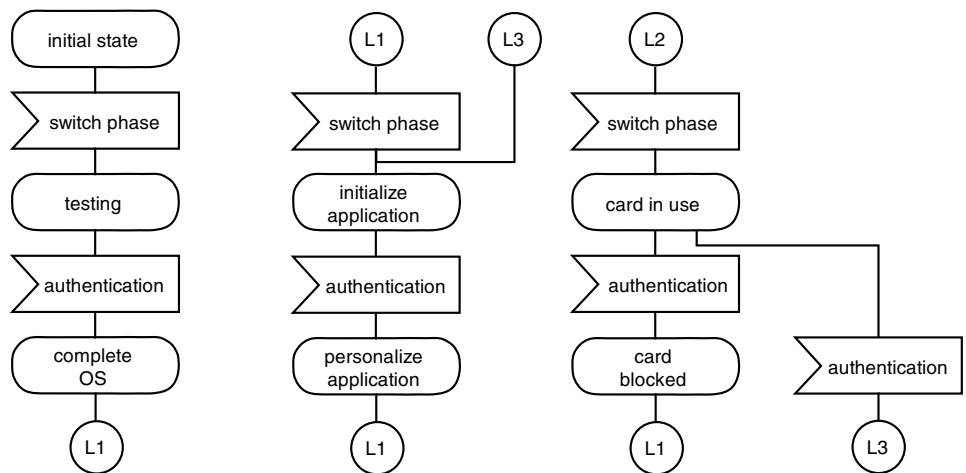 initial state
switch phase
testing
authentication
complete
OS
L1
L1
L3
switch phase
initialize
application
authentication
personalize
application
L1
L2
switch phase
card in use
authentication
card
blocked
L1
authentication
L3